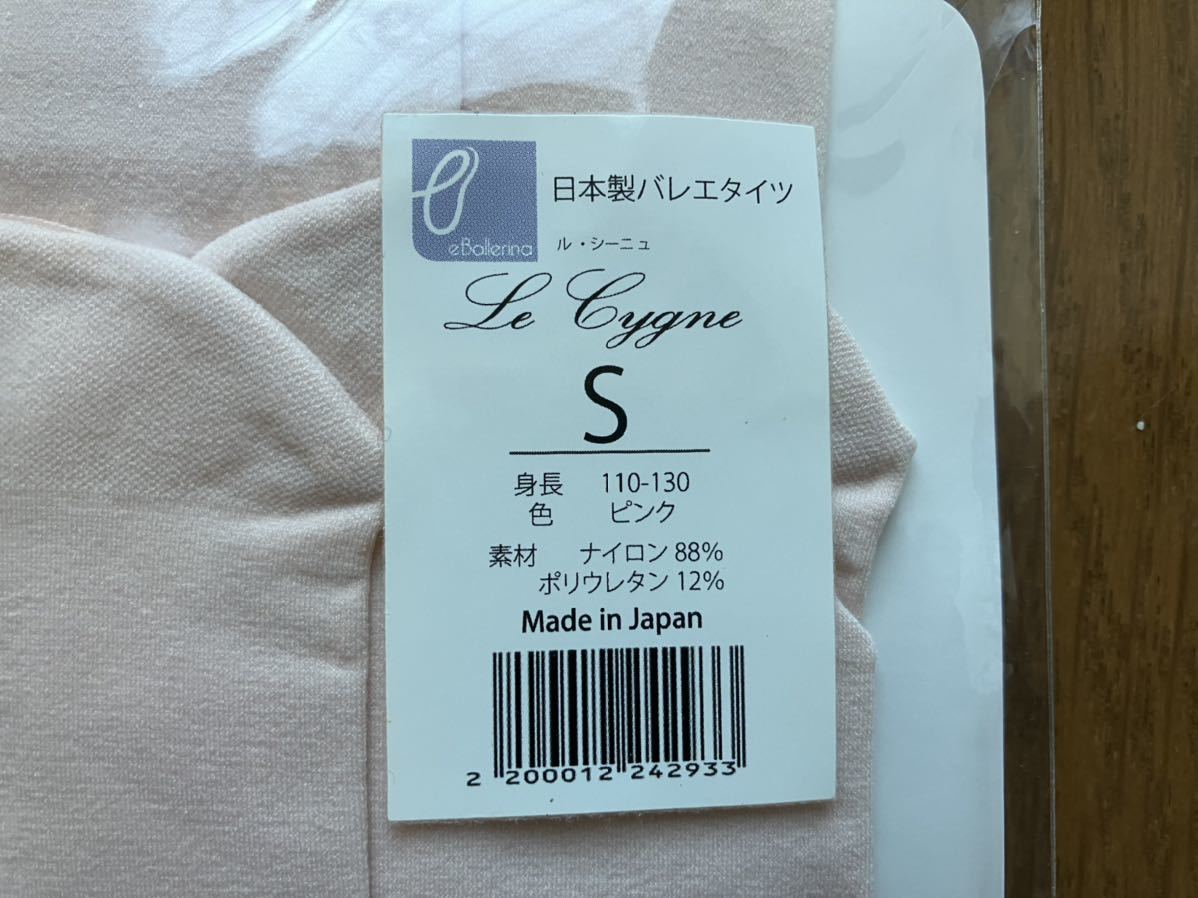 eBallerina
日本製バレエタイツ
ル・シーニュ
Le Cygne
S
身長 110-130
色 ピンク
素材 ナイロン 88%
ポリウレタン 12%
Made in Japan
2 200012 242933